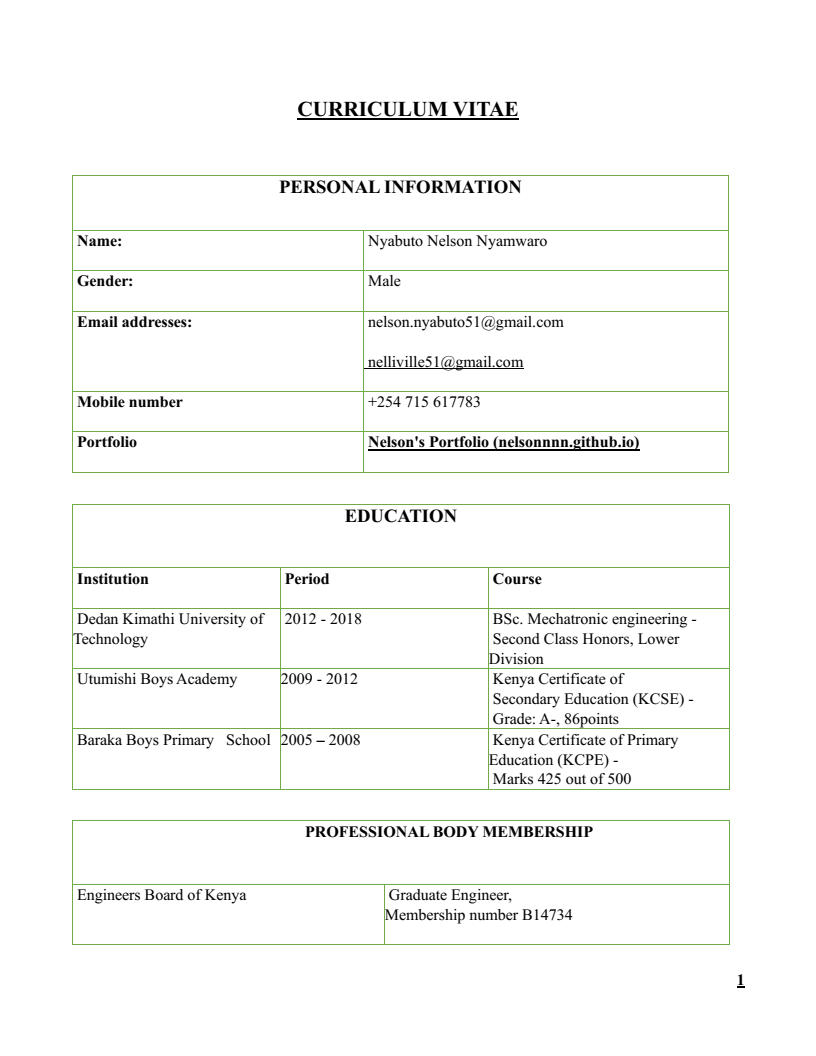 CURRICULUM VITAE
PERSONAL INFORMATION
Name: Nyabuto Nelson Nyamwaro
Gender: Male
Email addresses: nelson.nyabuto51@gmail.com
nelliville51@gmail.com
Mobile number +254 715 617783
Portfolio Nelson's Portfolio (nelsonnnn.github.io)
EDUCATION
Institution Period Course
Dedan Kimathi University of
Technology
2012 - 2018
BSc. Mechatronic engineering -
Second Class Honors, Lower
Division
Utumishi Boys Academy
2009 - 2012
Kenya Certificate of
Secondary Education (KCSE) -
Grade: A-, 86points
Baraka Boys Primary School
2005 – 2008
Kenya Certificate of Primary
Education (KCPE) -
Marks 425 out of 500
PROFESSIONAL BODY MEMBERSHIP
Engineers Board of Kenya
Graduate Engineer,
Membership number B14734
1